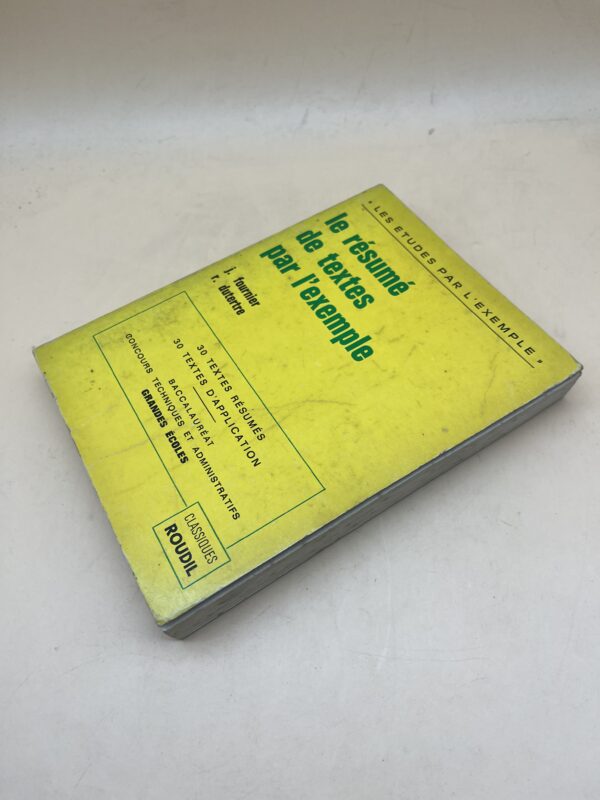 " LES ETUDES PAR L'EXEMPLE "
le résumé
de textes
par l'exemple
j. fournier
r. dutertre
30 TEXTES RÉSUMÉS
30 TEXTES D'APPLICATION
BACCALAURÉAT
CONCOURS TECHNIQUES ET ADMINISTRATIFS
GRANDES ÉCOLES
CLASSIQUES
ROUDIL